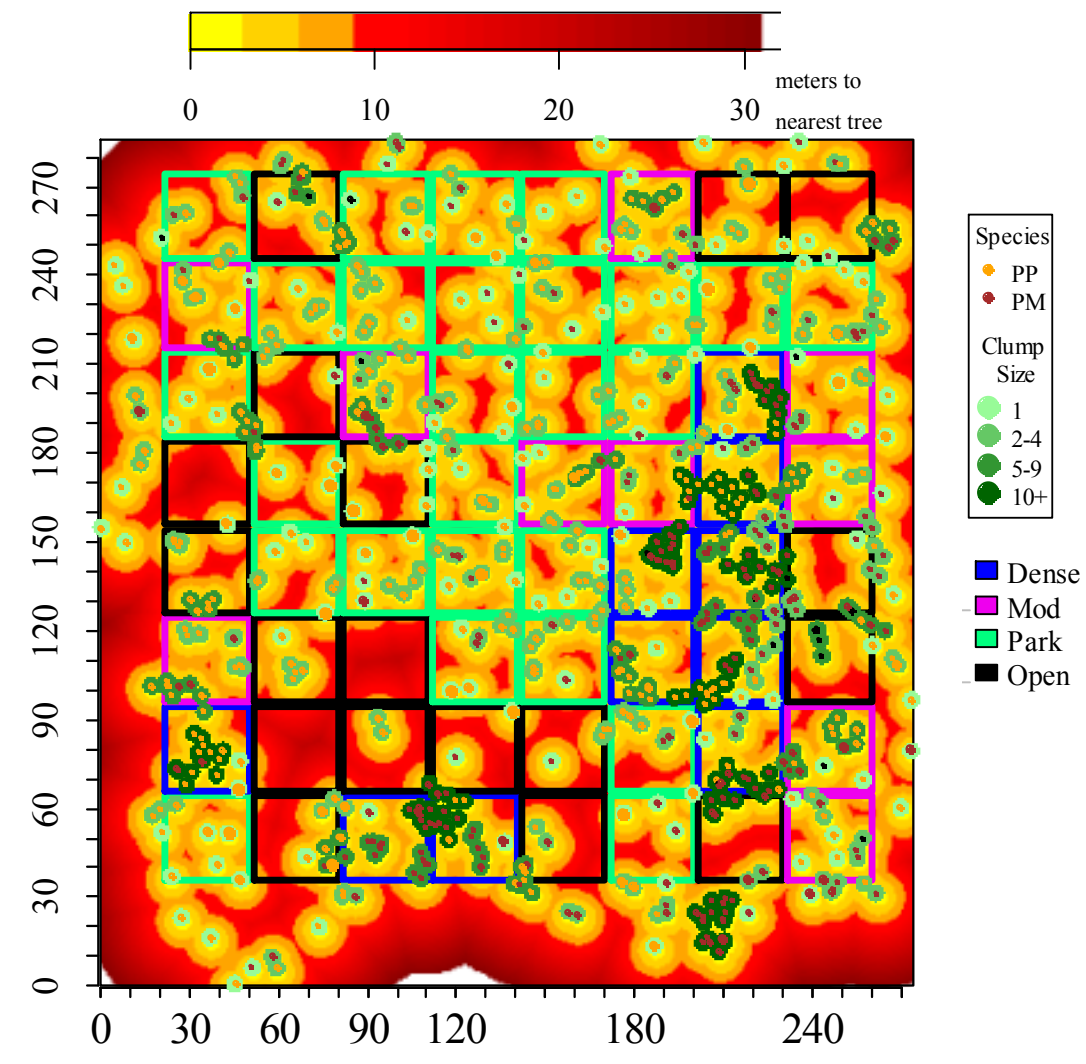 0 10 20 30
meters to
nearest tree
270
240
210
180
150
120
90
60
30
0
0 30 60 90 120 180 240
Species
PP
PM
Clump
Size
1
2-4
5-9
10+
Dense
Mod
Park
Open